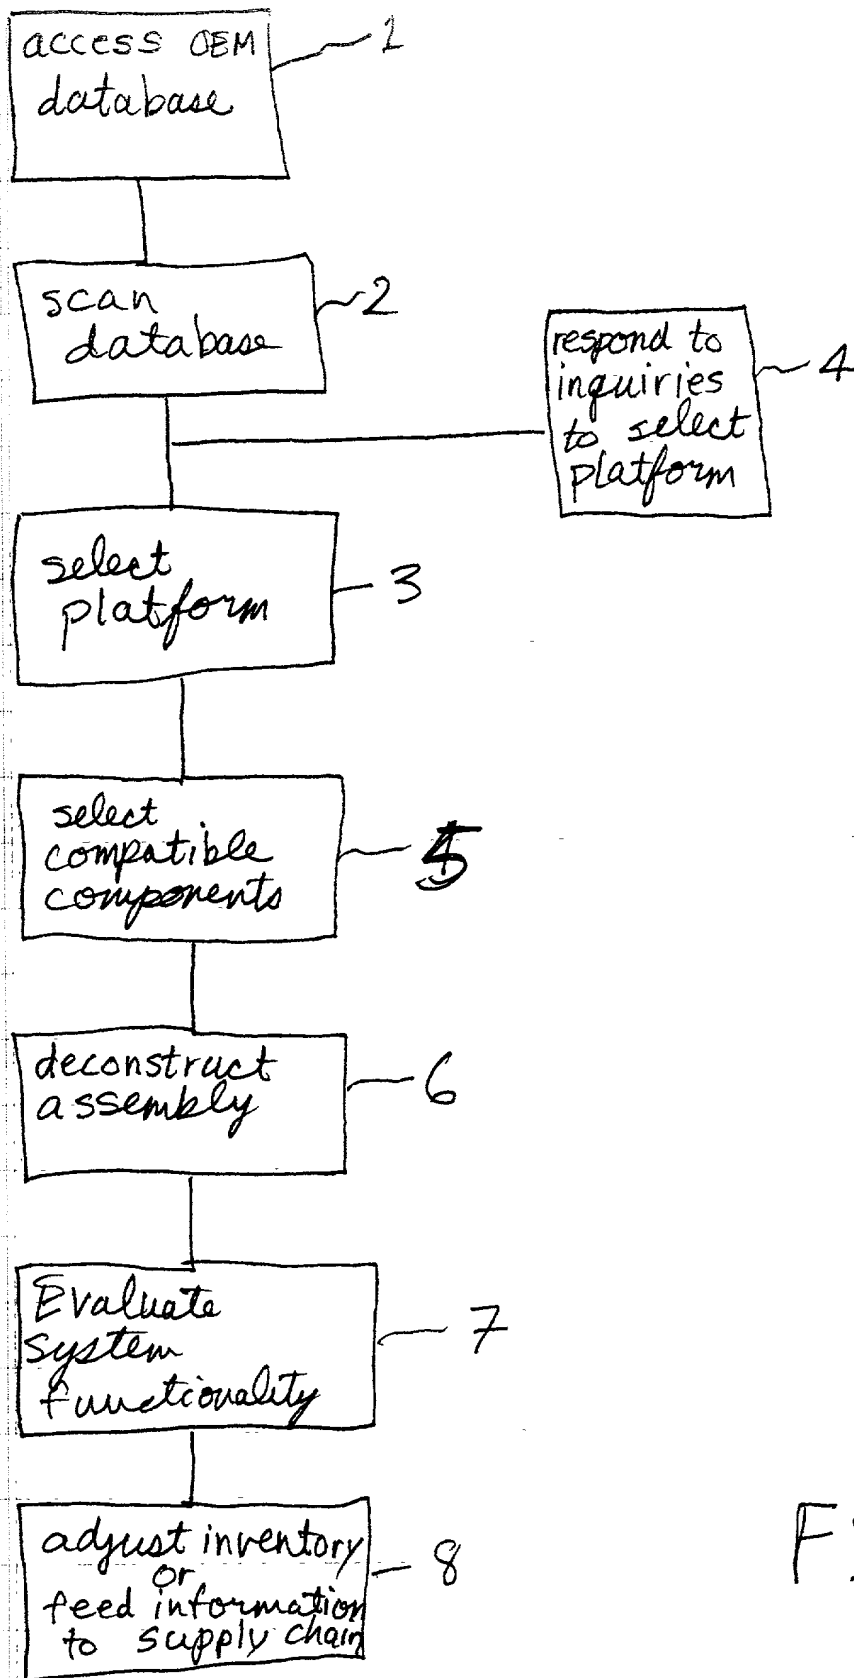 access OEM
database
1
scan
database
2
respond to
inquiries
to select
platform
4
select
platform
3
select
compatible
components
5
deconstruct
assembly
6
Evaluate
system
functionality
7
adjust inventory
or
feed information
to supply chain
8